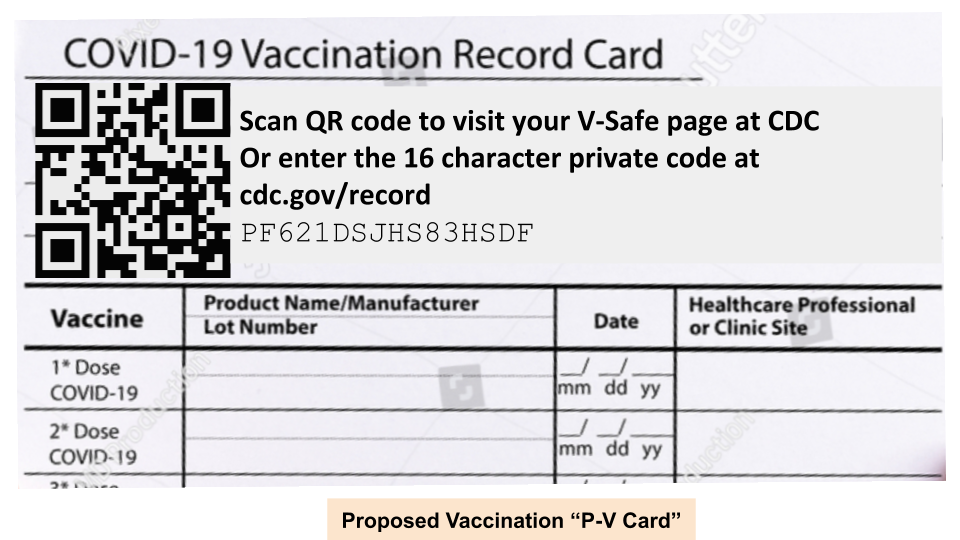 COVID-19 Vaccination Record Card
Scan QR code to visit your V-Safe page at CDC
Or enter the 16 character private code at
cdc.gov/record
PF621DSJHS83HSDF
Vaccine
Product Name/Manufacturer
Lot Number
Date
Healthcare Professional
or Clinic Site
1* Dose
COVID-19
__/ __/ ___
mm dd yy
2* Dose
COVID-19
__/ __/ ___
mm dd yy
Proposed Vaccination “P-V Card”